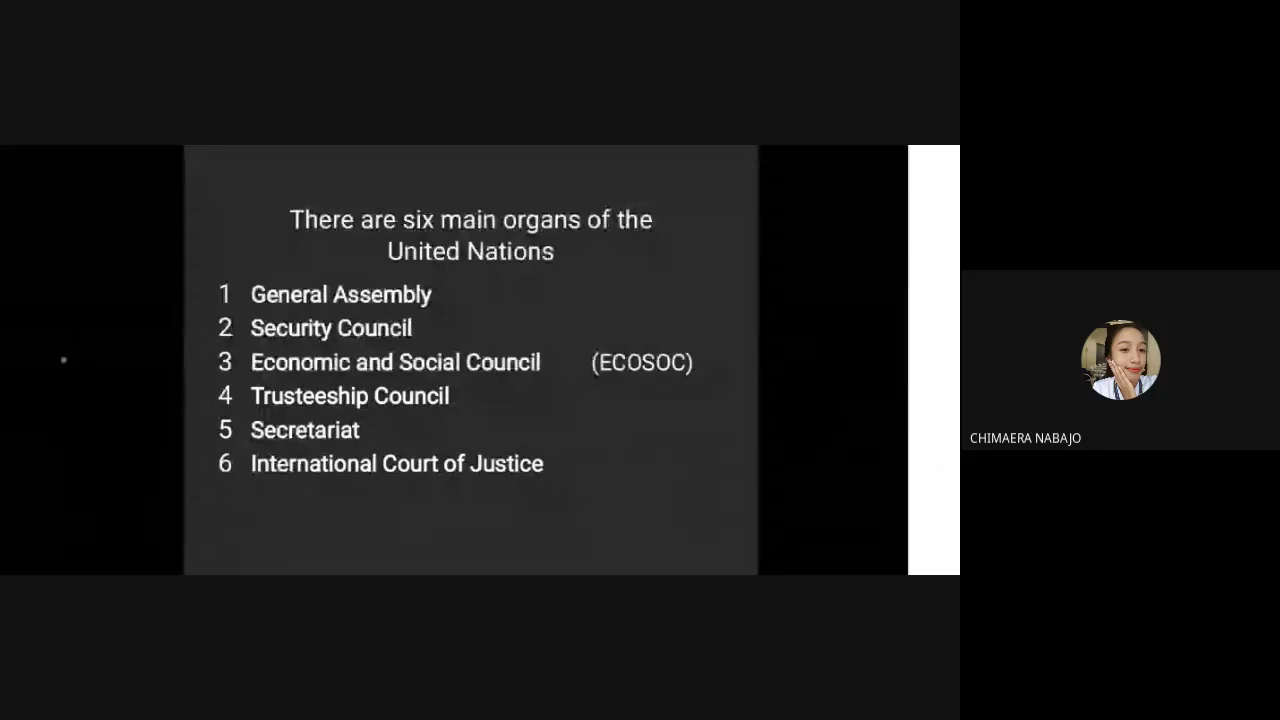 There are six main organs of the
United Nations
1 General Assembly
2 Security Council
3 Economic and Social Council (ECOSOC)
4 Trusteeship Council
5 Secretariat
6 International Court of Justice
CHIMAERA NABAJO